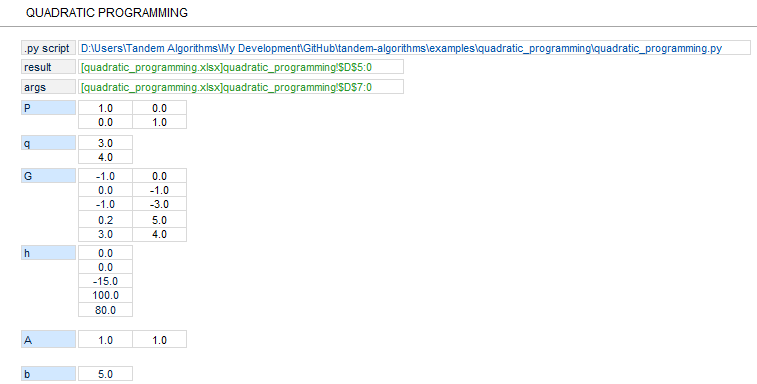 QUADRATIC PROGRAMMING
.py script D:\Users\Tandem Algorithms\My Development\GitHub\tandem-algorithms\examples\quadratic_programming\quadratic_programming.py
result [quadratic_programming.xlsx]quadratic_programming!$D$5:0
args [quadratic_programming.xlsx]quadratic_programming!$D$7:0
P 1.0 0.0
0.0 1.0
q 3.0
4.0
G -1.0 0.0
0.0 -1.0
-1.0 -3.0
0.2 5.0
3.0 4.0
h 0.0
0.0
-15.0
100.0
80.0
A 1.0 1.0
b 5.0